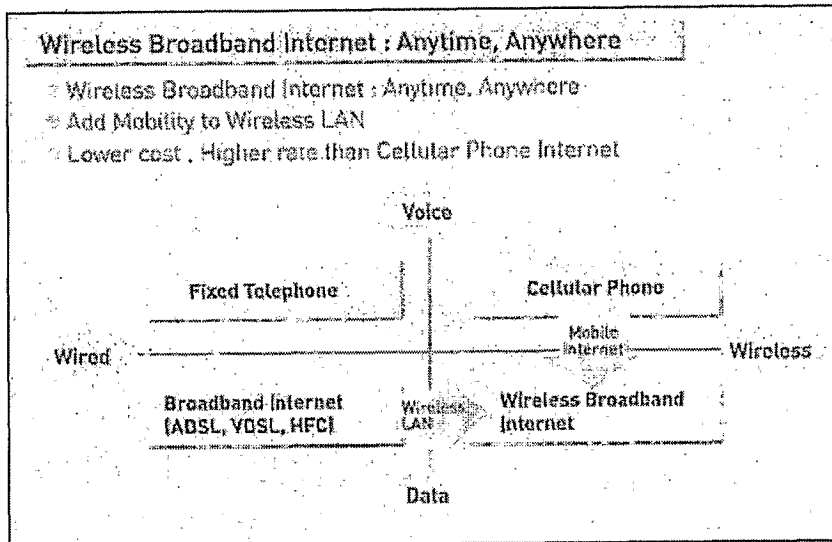 Wireless Broadband Internet : Anytime, Anywhere
Wireless Broadband Internet : Anytime, Anywhere
Add Mobility to Wireless LAN
Lower cost , Higher rate than Cellular Phone Internet
Voice
Fixed Telephone
Cellular Phone
Mobile
Internet
Wired
Wireless
Broadband Internet
(ADSL, VDSL, HFC)
Wireless
LAN
Wireless Broadband
Internet
Data